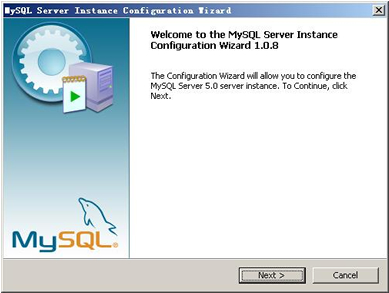 MySQL Server Instance Configuration Wizard
Welcome to the MySQL Server Instance
Configuration Wizard 1.0.8
The Configuration Wizard will allow you to configure the
MySQL Server 5.0 server instance. To Continue, click
Next.
MySQL®
Next >
Cancel